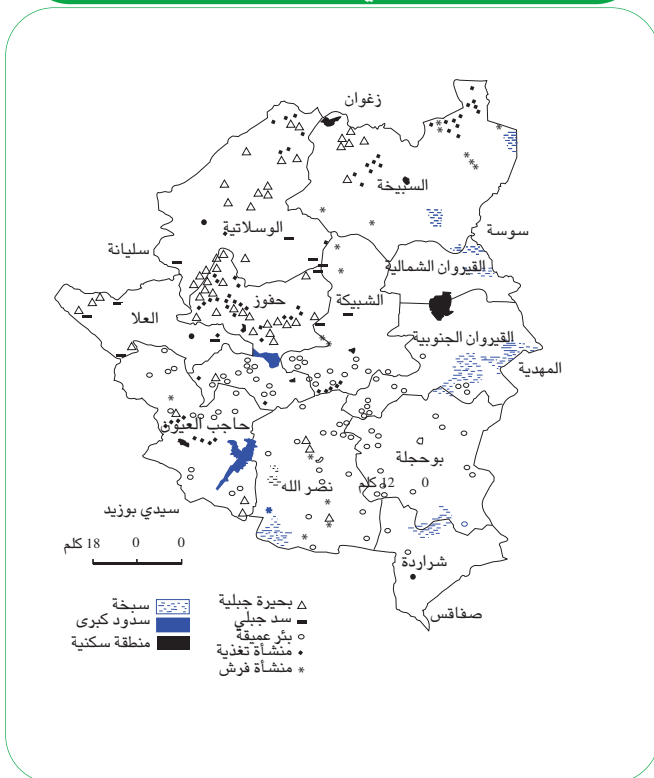 زغوان
السبيخة
سوسة
الوسلاتية
سليانة
القيروان الشمالية
حفوز
الشبيكة
العلا
القيروان الجنوبية
المهدية
حاجب العيون
بوحجلة
نصر الله
12 كلم 0
سيدي بوزيد
18 كلم 0 0
شراردة
صفاقس
بحيرة جبلية
سد جبلي
بئر عميقة
منشأة تغذية
منشأة فرش
سبخة
سدود كبرى
منطقة سكنية